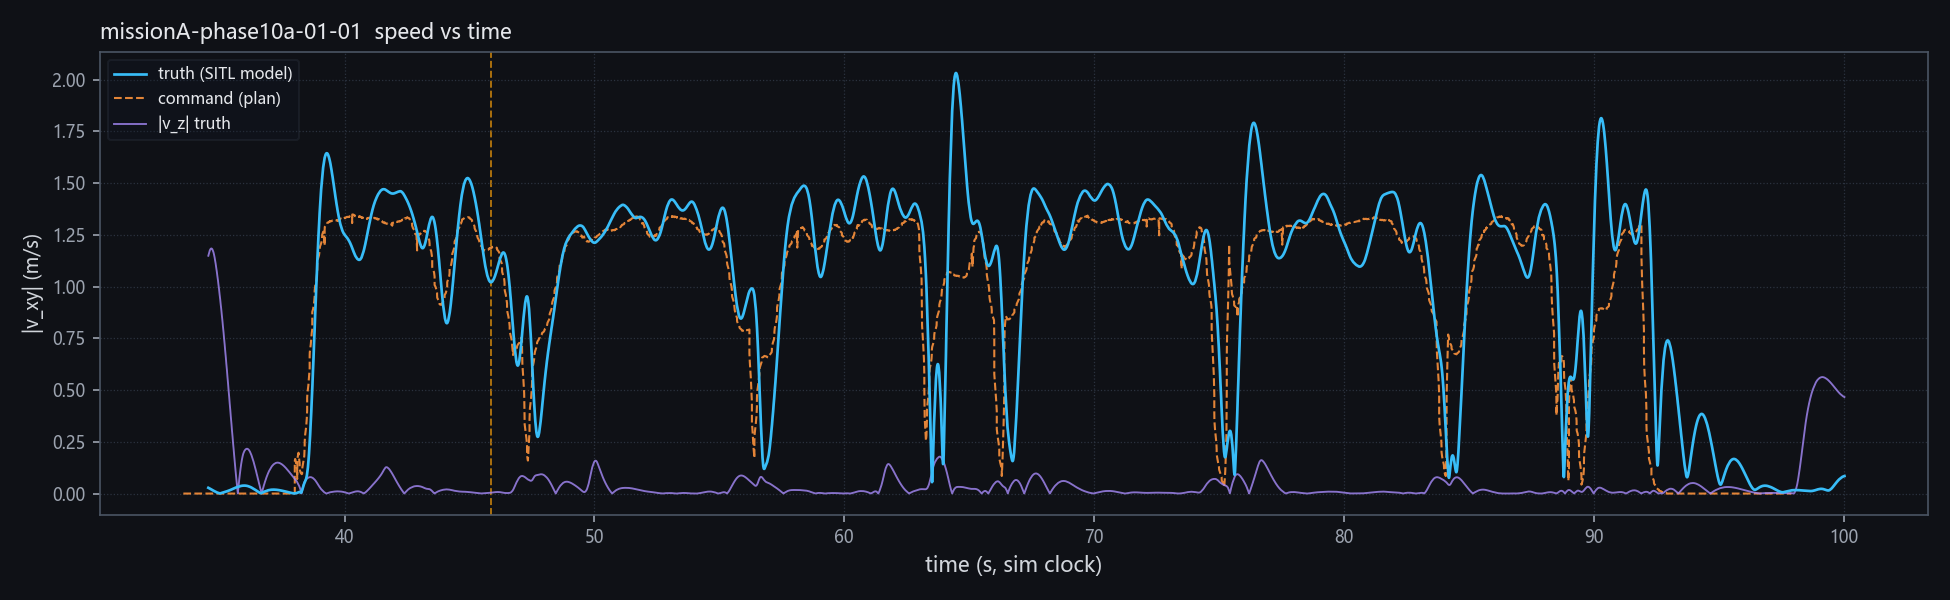 missionA-phase10a-01-01  speed vs time
truth (SITL model)
command (plan)
|v_z| truth
|v_xy| (m/s)
2.00
1.75
1.50
1.25
1.00
0.75
0.50
0.25
0.00
40 50 60 70 80 90 100
time (s, sim clock)